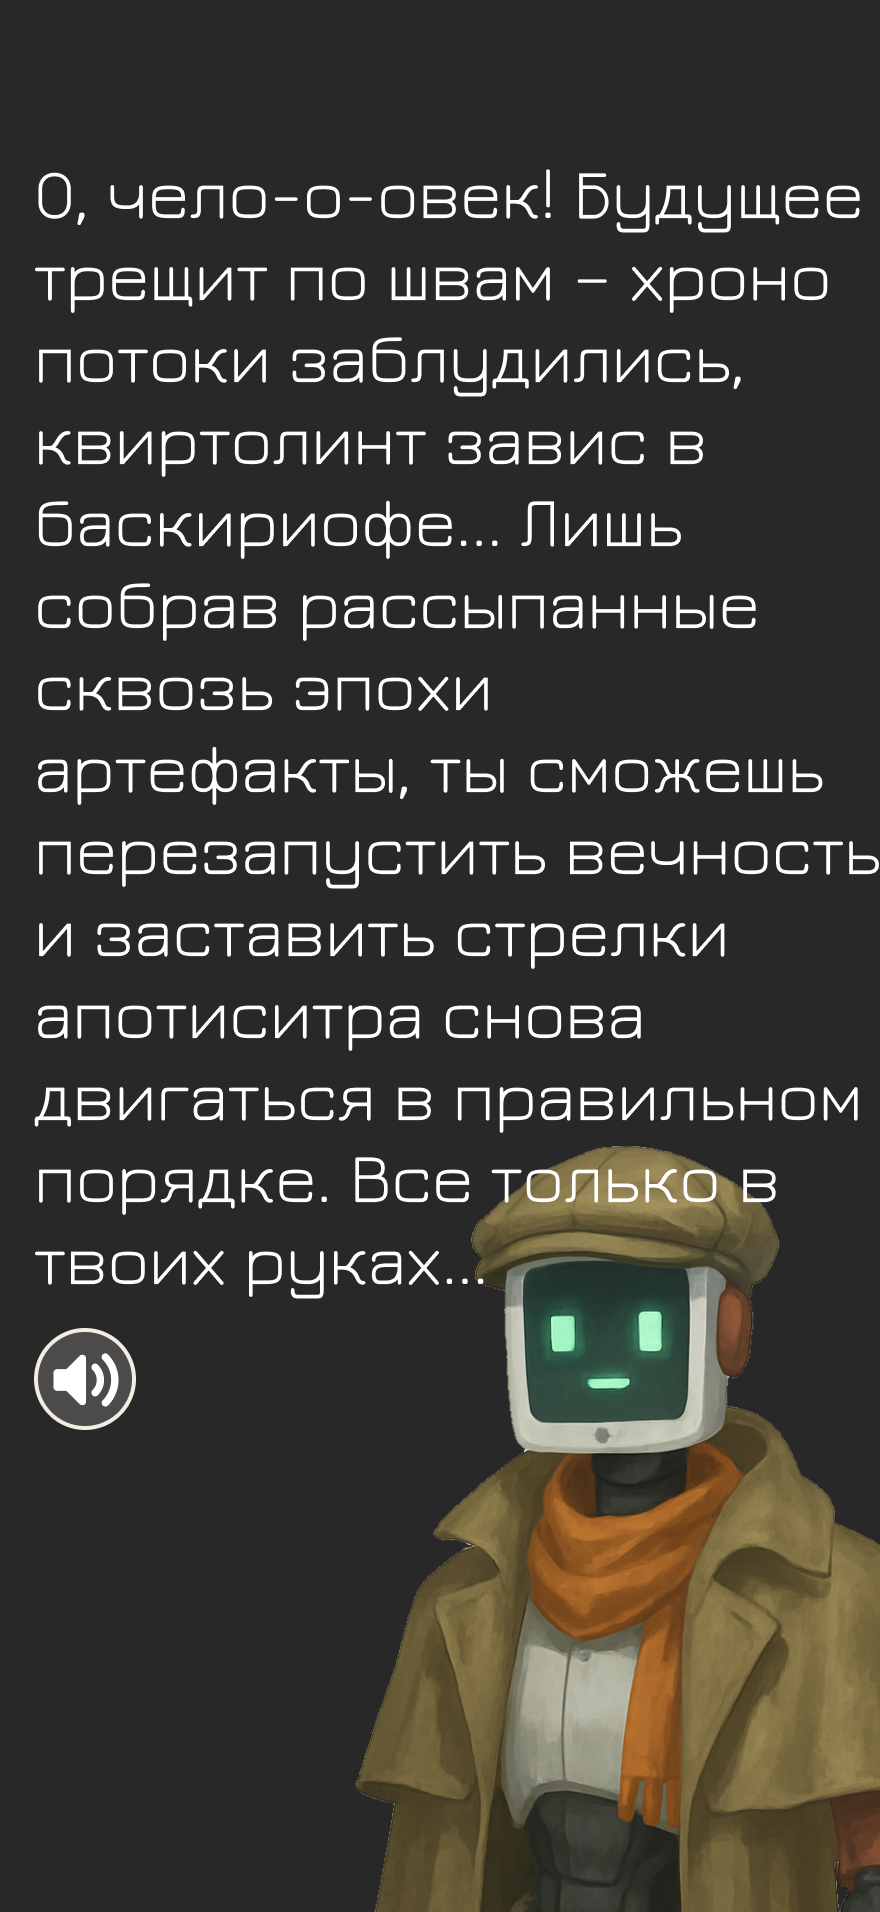 О, чело-о-овек! Будущее
трещит по швам – хроно
потоки заблудились,
квиртолинт завис в
баскириофе... Лишь
собрав рассыпанные
сквозь эпохи
артефакты, ты сможешь
перезапустить вечность
и заставить стрелки
апотиситра снова
двигаться в правильном
порядке. Все только в
твоих руках...